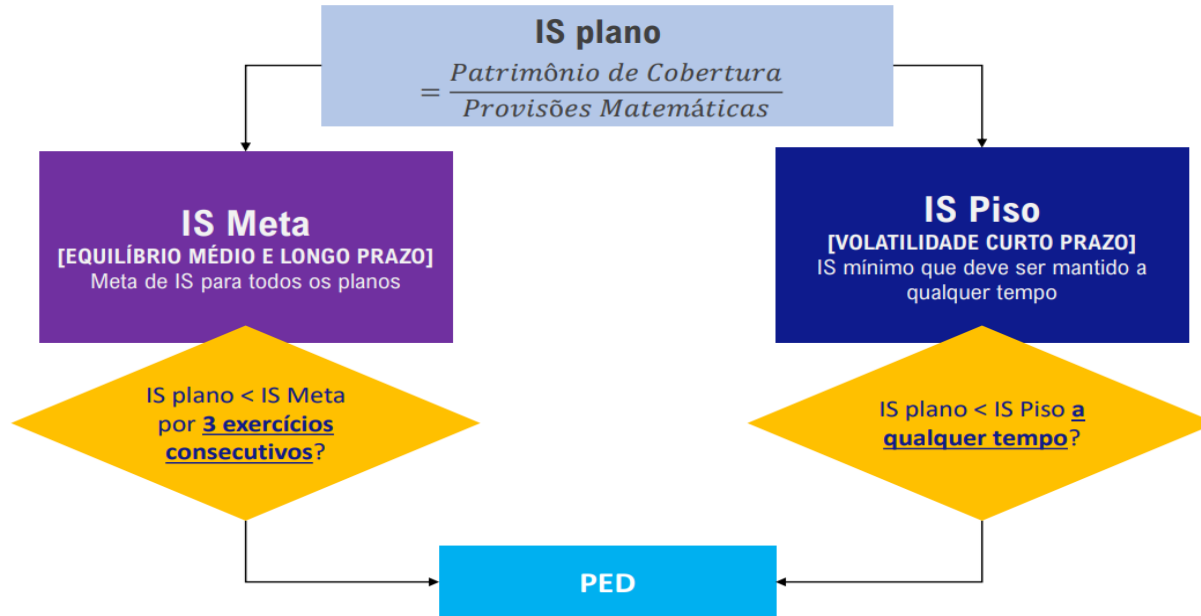 IS plano
= Patrimônio de Cobertura
Provisões Matemáticas
IS Meta
[EQUILÍBRIO MÉDIO E LONGO PRAZO]
Meta de IS para todos os planos
IS Piso
[VOLATILIDADE CURTO PRAZO]
IS mínimo que deve ser mantido a
qualquer tempo
IS plano < IS Meta
por 3 exercícios
consecutivos?
IS plano < IS Piso a
qualquer tempo?
PED